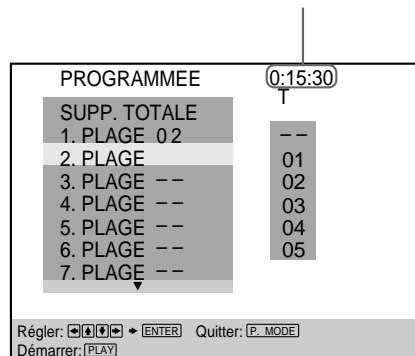 PROGRAMMEE 0:15:30
T
SUPP. TOTALE
1. PLAGE 02 – –
2. PLAGE 01
3. PLAGE – – 02
4. PLAGE – – 03
5. PLAGE – – 04
6. PLAGE – – 05
7. PLAGE – –
Régler: ENTER Quitter: P. MODE
Démarrer: PLAY